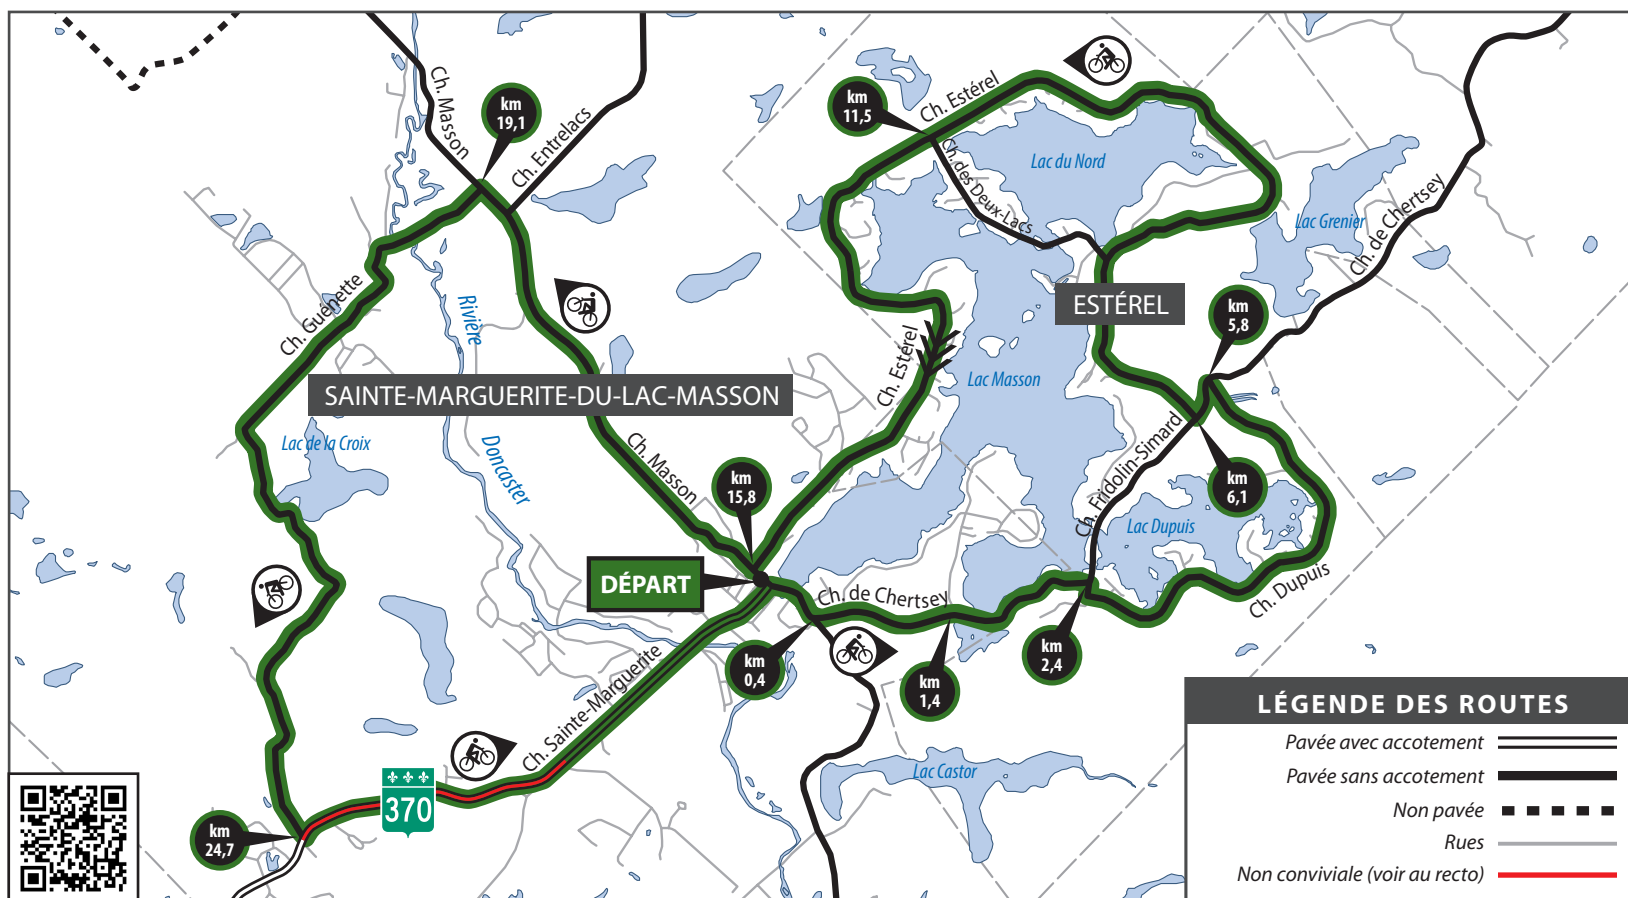 Ch. Masson
km
19,1
Ch. Entrelacs
km
11,5
Ch. Estérel
Lac du Nord
Ch. des Deux-Lacs
Lac Grenier
Ch. de Chertsey
Ch. Guénette
Rivière
Doncaster
ESTÉREL
km
5,8
Ch. Estérel
Lac Masson
SAINTE-MARGUERITE-DU-LAC-MASSON
Lac de la Croix
Ch. Masson
km
15,8
Ch. Fridolin-Simard
km
6,1
Lac Dupuis
DÉPART
Ch. de Chertsey
Ch. Dupuis
km
0,4
km
1,4
km
2,4
Ch. Sainte-Marguerite
370
km
24,7
Lac Castor
LÉGENDE DES ROUTES
Pavée avec accotement
Pavée sans accotement
Non pavée
Rues
Non conviviale (voir au recto)